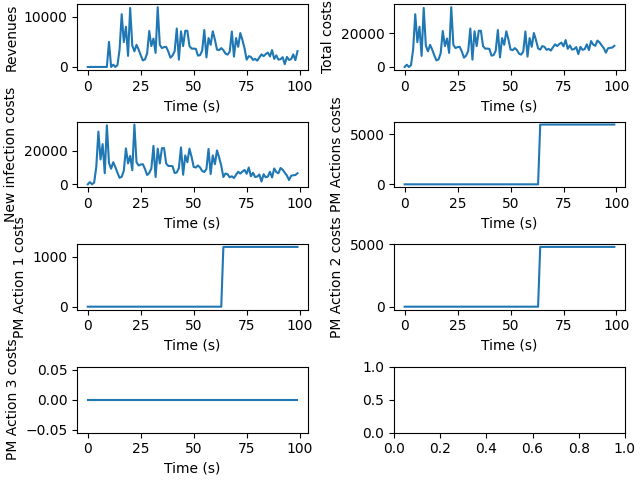 Revenues
10000
0
0 25 50 75 100
Time (s)
Total costs
20000
0
0 25 50 75 100
Time (s)
New infection costs
20000
0
0 25 50 75 100
Time (s)
PM Actions costs
5000
0
0 25 50 75 100
Time (s)
PM Action 1 costs
1000
0
0 25 50 75 100
Time (s)
PM Action 2 costs
5000
0
0 25 50 75 100
Time (s)
PM Action 3 costs
0.05
0.00
−0.05
0 25 50 75 100
Time (s)
1.0
0.5
0.0
0.0 0.2 0.4 0.6 0.8 1.0